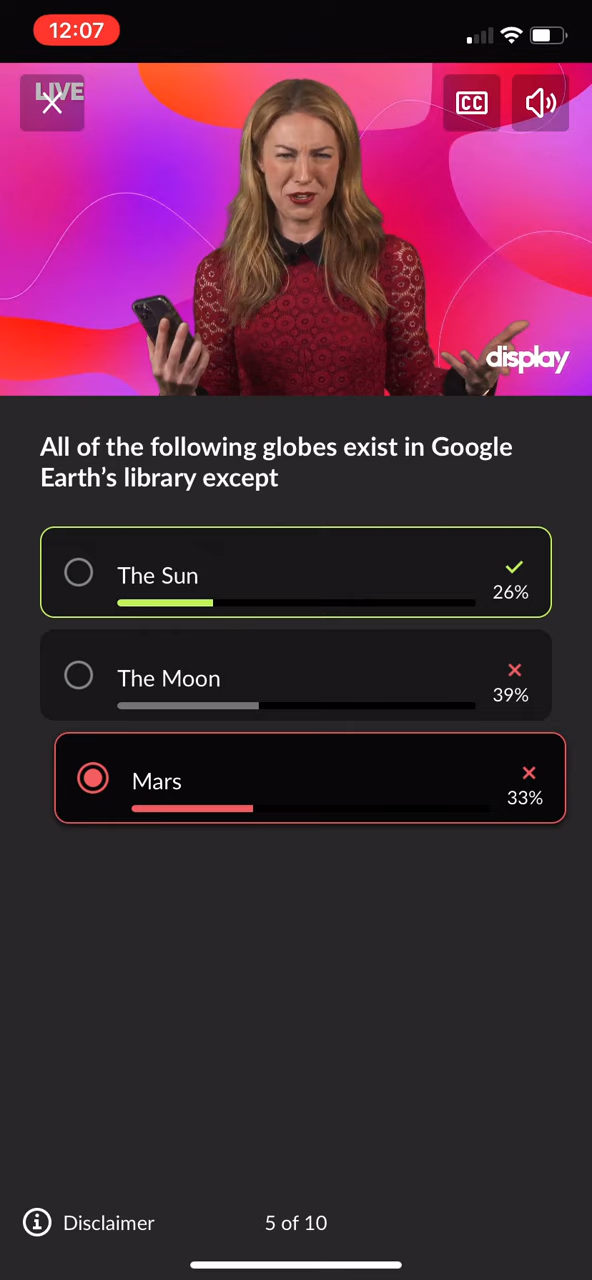 12:07
LIVE
CC
display
All of the following globes exist in Google
Earth’s library except
The Sun
26%
The Moon
39%
Mars
33%
Disclaimer
5 of 10